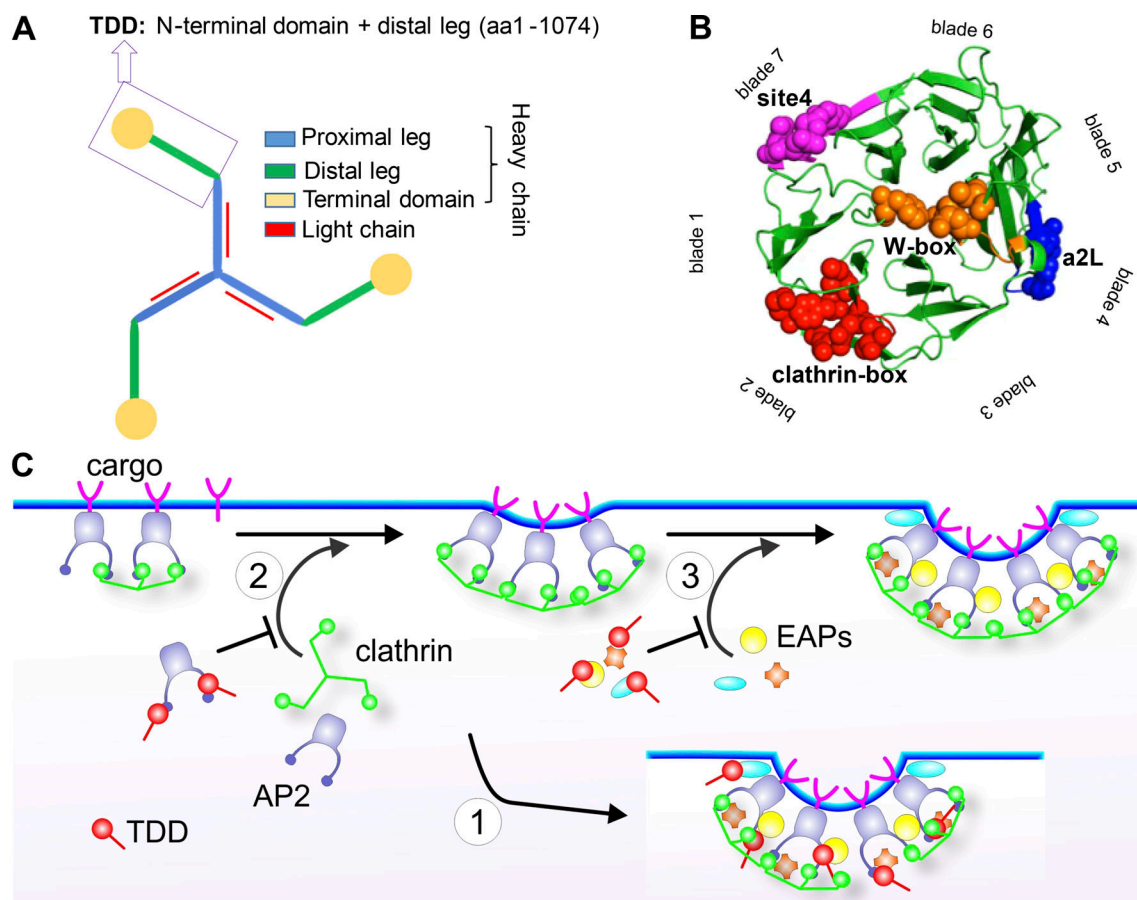 A
TDD: N-terminal domain + distal leg (aa1-1074)
Proximal leg
Distal leg
Terminal domain
Light chain
Heavy chain
B
blade 6
blade 7
site4
blade 5
blade 1
W-box
a2L
blade 4
clathrin-box
blade 2
blade 3
C
cargo
2
3
clathrin
EAPs
AP2
1
TDD